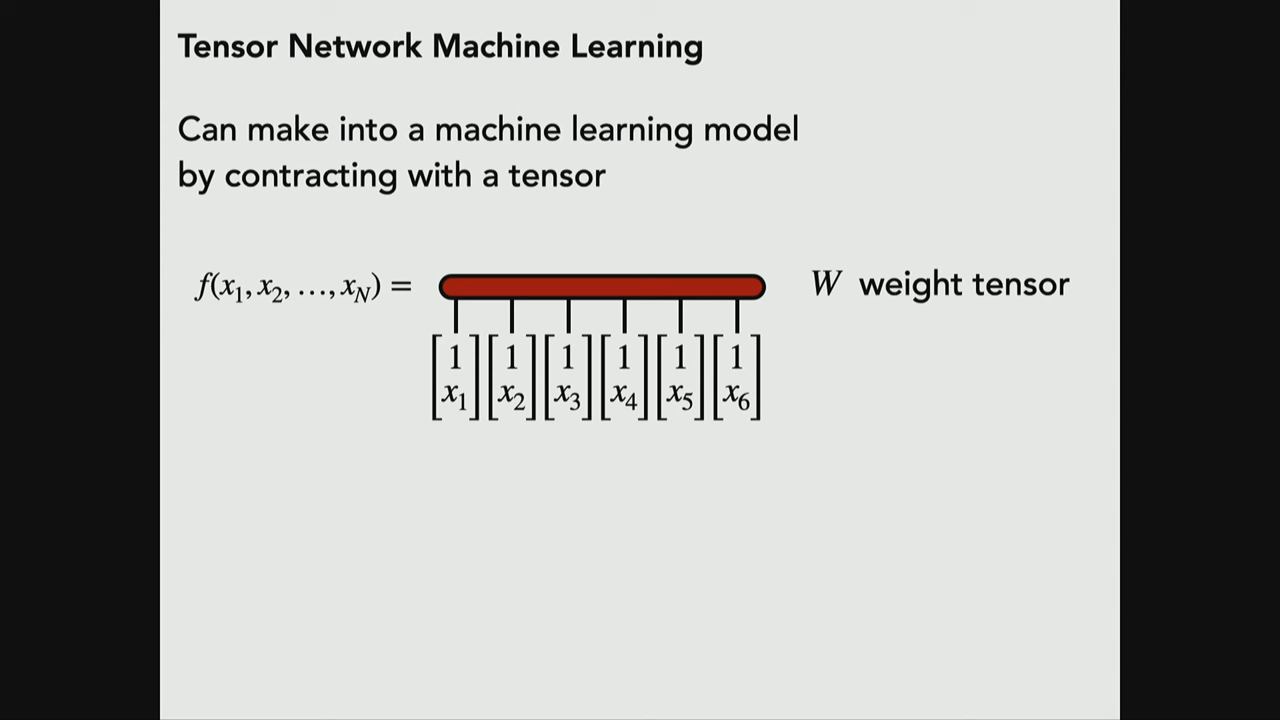 Tensor Network Machine Learning
Can make into a machine learning model
by contracting with a tensor
f(x₁, x₂, …, x_N) =
W weight tensor
[1 x₁] [1 x₂] [1 x₃] [1 x₄] [1 x₅] [1 x₆]